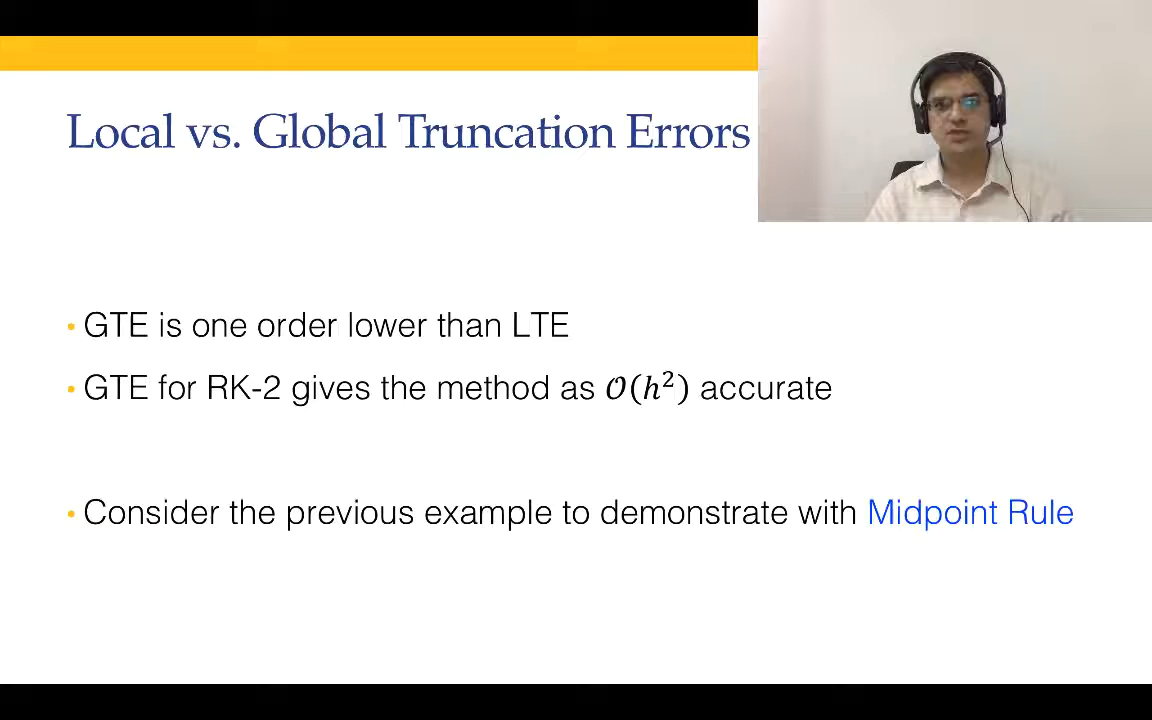 Local vs. Global Truncation Errors
• GTE is one order lower than LTE
• GTE for RK-2 gives the method as 𝒪(ℎ²) accurate
• Consider the previous example to demonstrate with Midpoint Rule